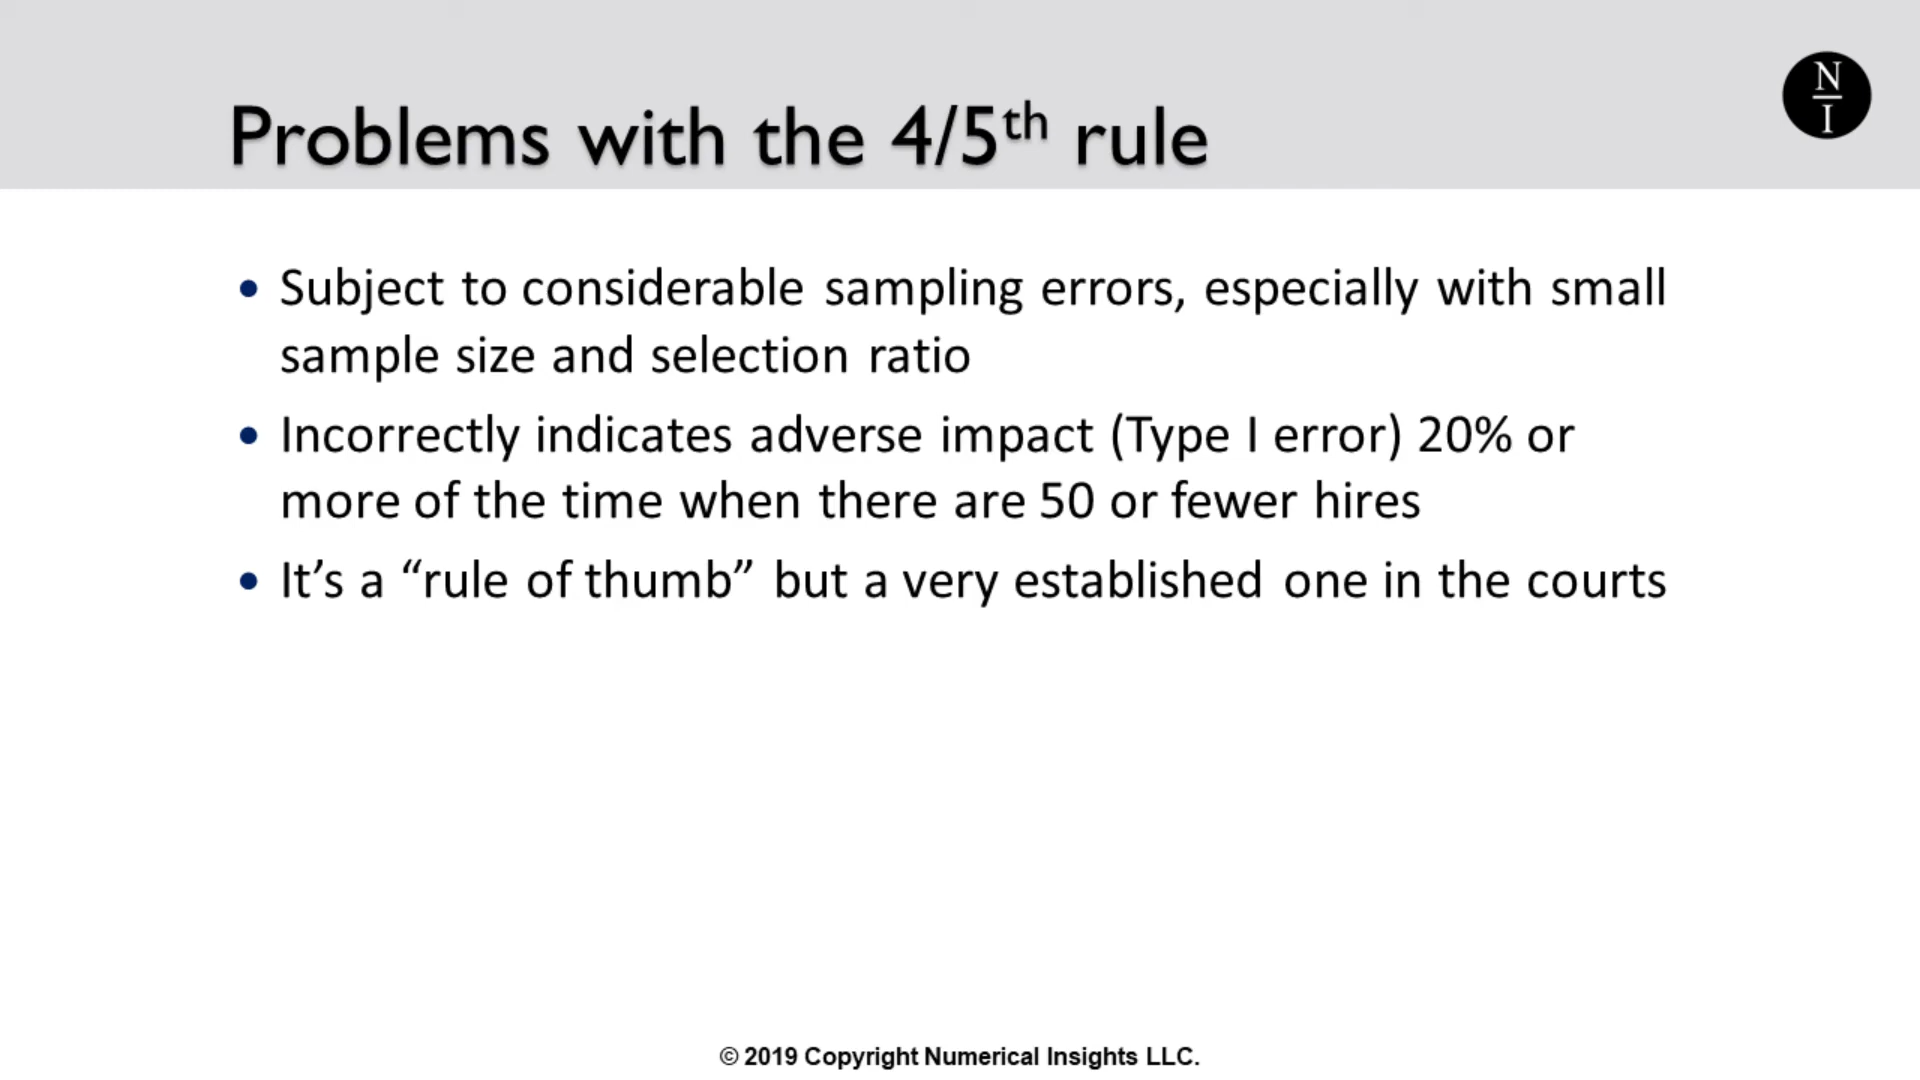 N
I
Problems with the 4/5th rule
• Subject to considerable sampling errors, especially with small
sample size and selection ratio
• Incorrectly indicates adverse impact (Type I error) 20% or
more of the time when there are 50 or fewer hires
• It’s a “rule of thumb” but a very established one in the courts
© 2019 Copyright Numerical Insights LLC.